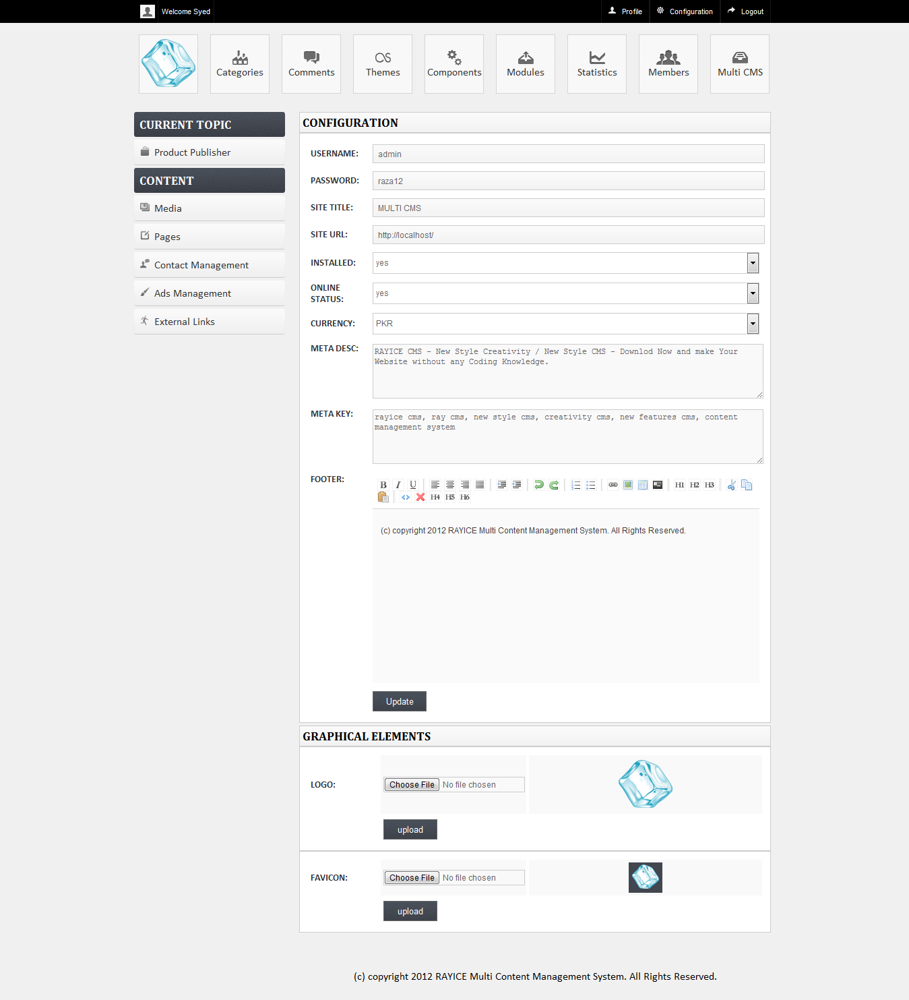 Welcome Syed
Profile
Configuration
Logout
Categories
Comments
Themes
Components
Modules
Statistics
Members
Multi CMS
CURRENT TOPIC
Product Publisher
CONTENT
Media
Pages
Contact Management
Ads Management
External Links
CONFIGURATION
USERNAME: admin
PASSWORD: raza12
SITE TITLE: MULTI CMS
SITE URL: http://localhost/
INSTALLED: yes
ONLINE
STATUS: yes
CURRENCY: PKR
META DESC: RAYICE CMS - New Style Creativity / New Style CMS - Downlod Now and make Your
Website without any Coding Knowledge.
META KEY: rayice cms, ray cms, new style cms, creativity cms, new features cms, content
management system
FOOTER: B I U H1 H2 H3
H4 H5 H6
(c) copyright 2012 RAYICE Multi Content Management System. All Rights Reserved.
Update
GRAPHICAL ELEMENTS
LOGO: Choose File No file chosen
upload
FAVICON: Choose File No file chosen
upload
(c) copyright 2012 RAYICE Multi Content Management System. All Rights Reserved.